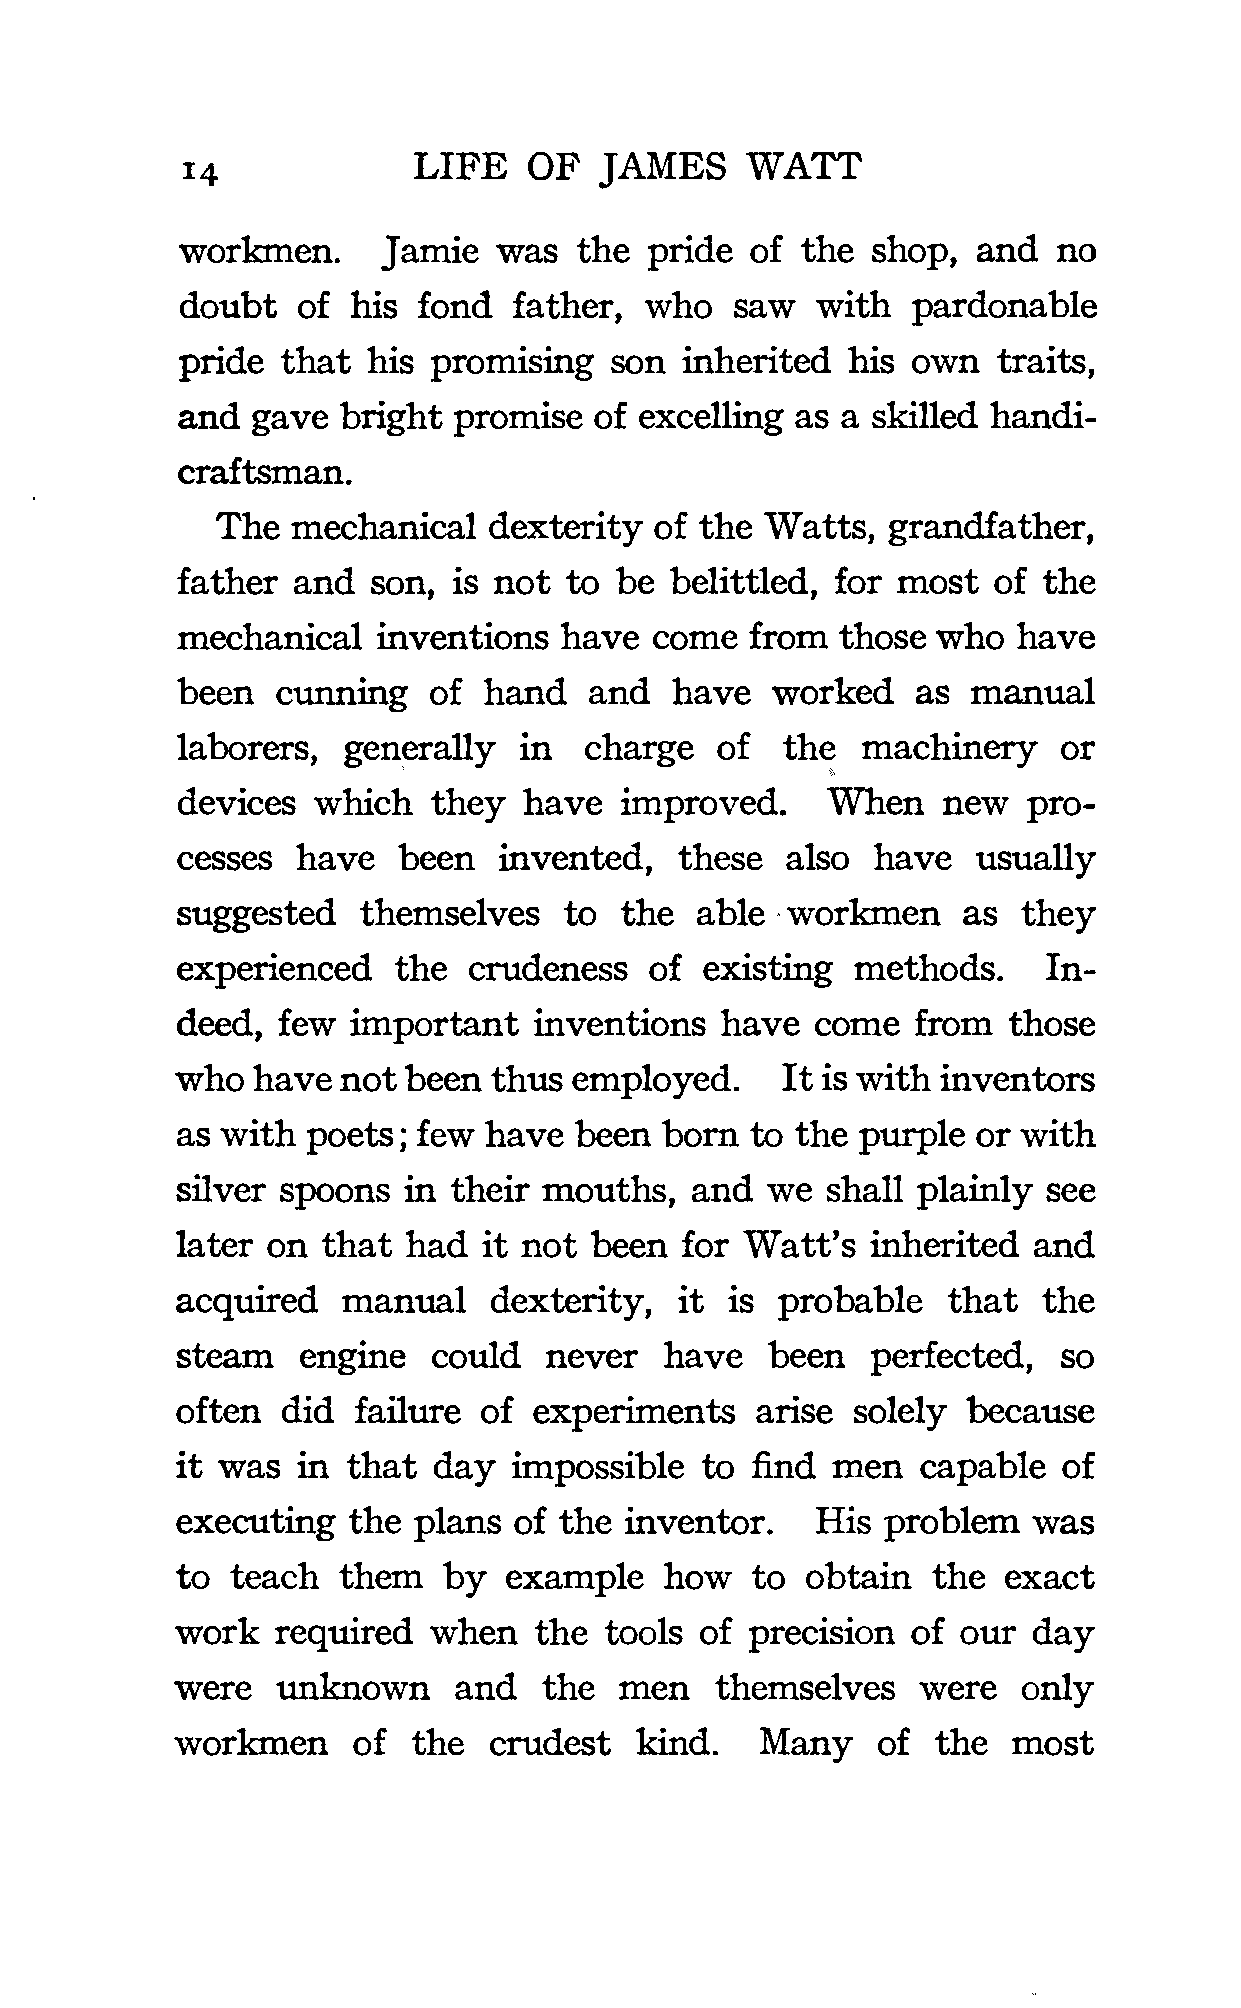 14 LIFE OF JAMES WATT
workmen. Jamie was the pride of the shop, and no
doubt of his fond father, who saw with pardonable
pride that his promising son inherited his own traits,
and gave bright promise of excelling as a skilled handi-
craftsman.
The mechanical dexterity of the Watts, grandfather,
father and son, is not to be belittled, for most of the
mechanical inventions have come from those who have
been cunning of hand and have worked as manual
laborers, generally in charge of the machinery or
devices which they have improved. When new pro-
cesses have been invented, these also have usually
suggested themselves to the able workmen as they
experienced the crudeness of existing methods. In-
deed, few important inventions have come from those
who have not been thus employed. It is with inventors
as with poets; few have been born to the purple or with
silver spoons in their mouths, and we shall plainly see
later on that had it not been for Watt's inherited and
acquired manual dexterity, it is probable that the
steam engine could never have been perfected, so
often did failure of experiments arise solely because
it was in that day impossible to find men capable of
executing the plans of the inventor. His problem was
to teach them by example how to obtain the exact
work required when the tools of precision of our day
were unknown and the men themselves were only
workmen of the crudest kind. Many of the most